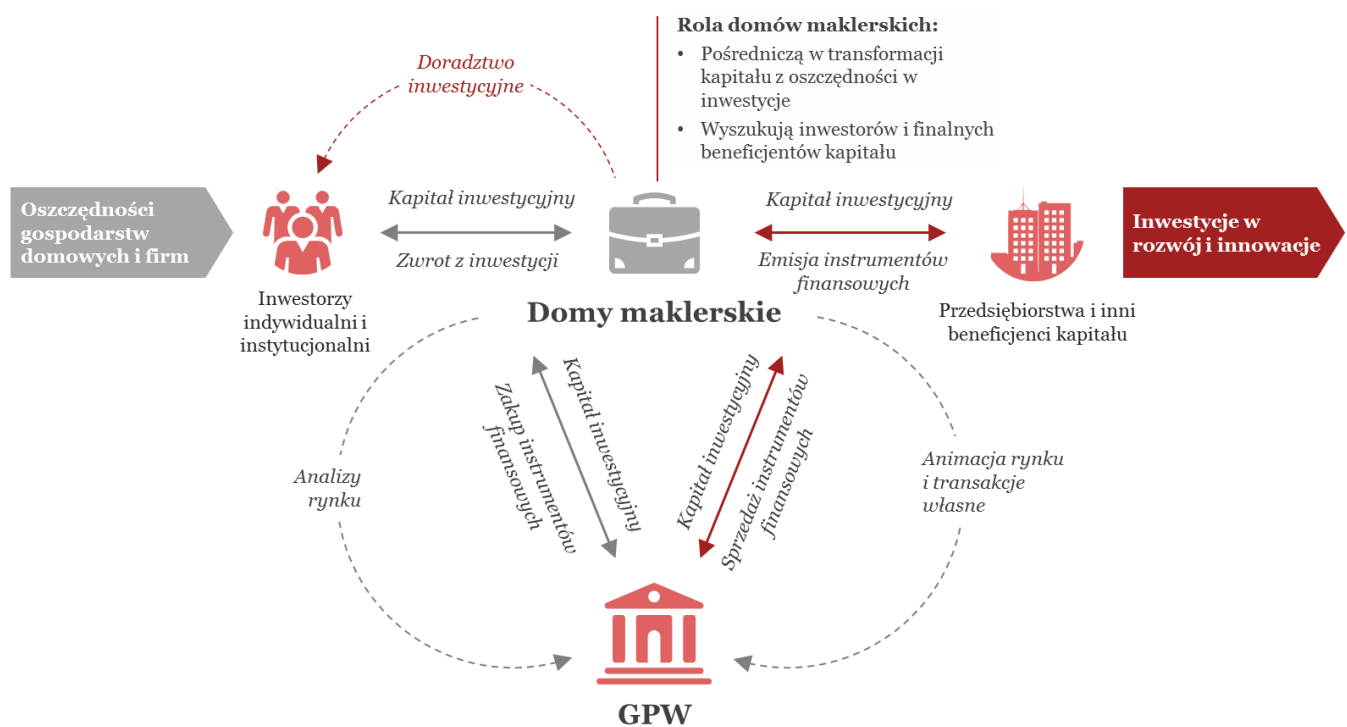 Rola domów maklerskich:
• Pośredniczą w transformacji
kapitału z oszczędności w
inwestycje
• Wyszukują inwestorów i finalnych
beneficjentów kapitału
Doradztwo
inwestycyjne
Oszczędności
gospodarstw
domowych i firm
Kapitał inwestycyjny
Zwrot z inwestycji
Kapitał inwestycyjny
Emisja instrumentów
finansowych
Inwestycje w
rozwój i innowacje
Inwestorzy
indywidualni i
instytucjonalni
Domy maklerskie
Przedsiębiorstwa i inni
beneficjenci kapitału
Analizy
rynku
Zakup instrumentów
finansowych
Kapitał inwestycyjny
Kapitał inwestycyjny
Sprzedaż instrumentów
finansowych
Animacja rynku
i transakcje
własne
GPW